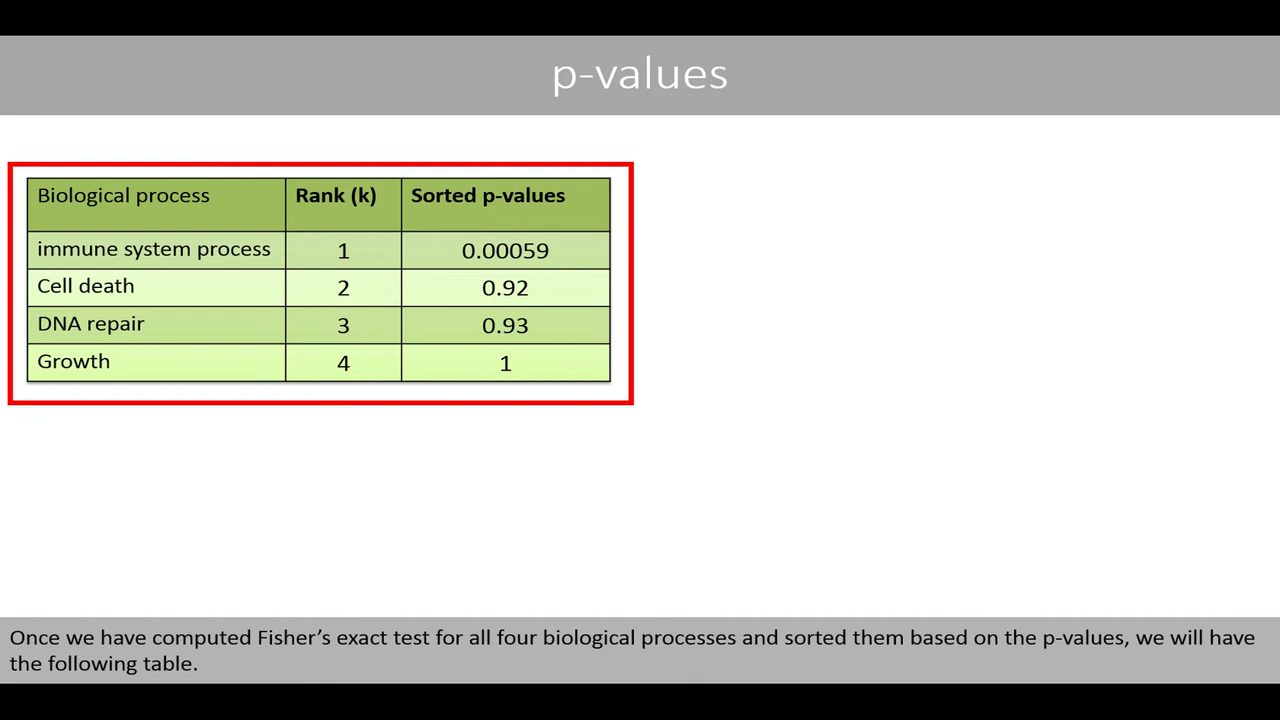 p-values
Biological process Rank (k) Sorted p-values
immune system process 1 0.00059
Cell death 2 0.92
DNA repair 3 0.93
Growth 4 1
Once we have computed Fisher’s exact test for all four biological processes and sorted them based on the p-values, we will have
the following table.